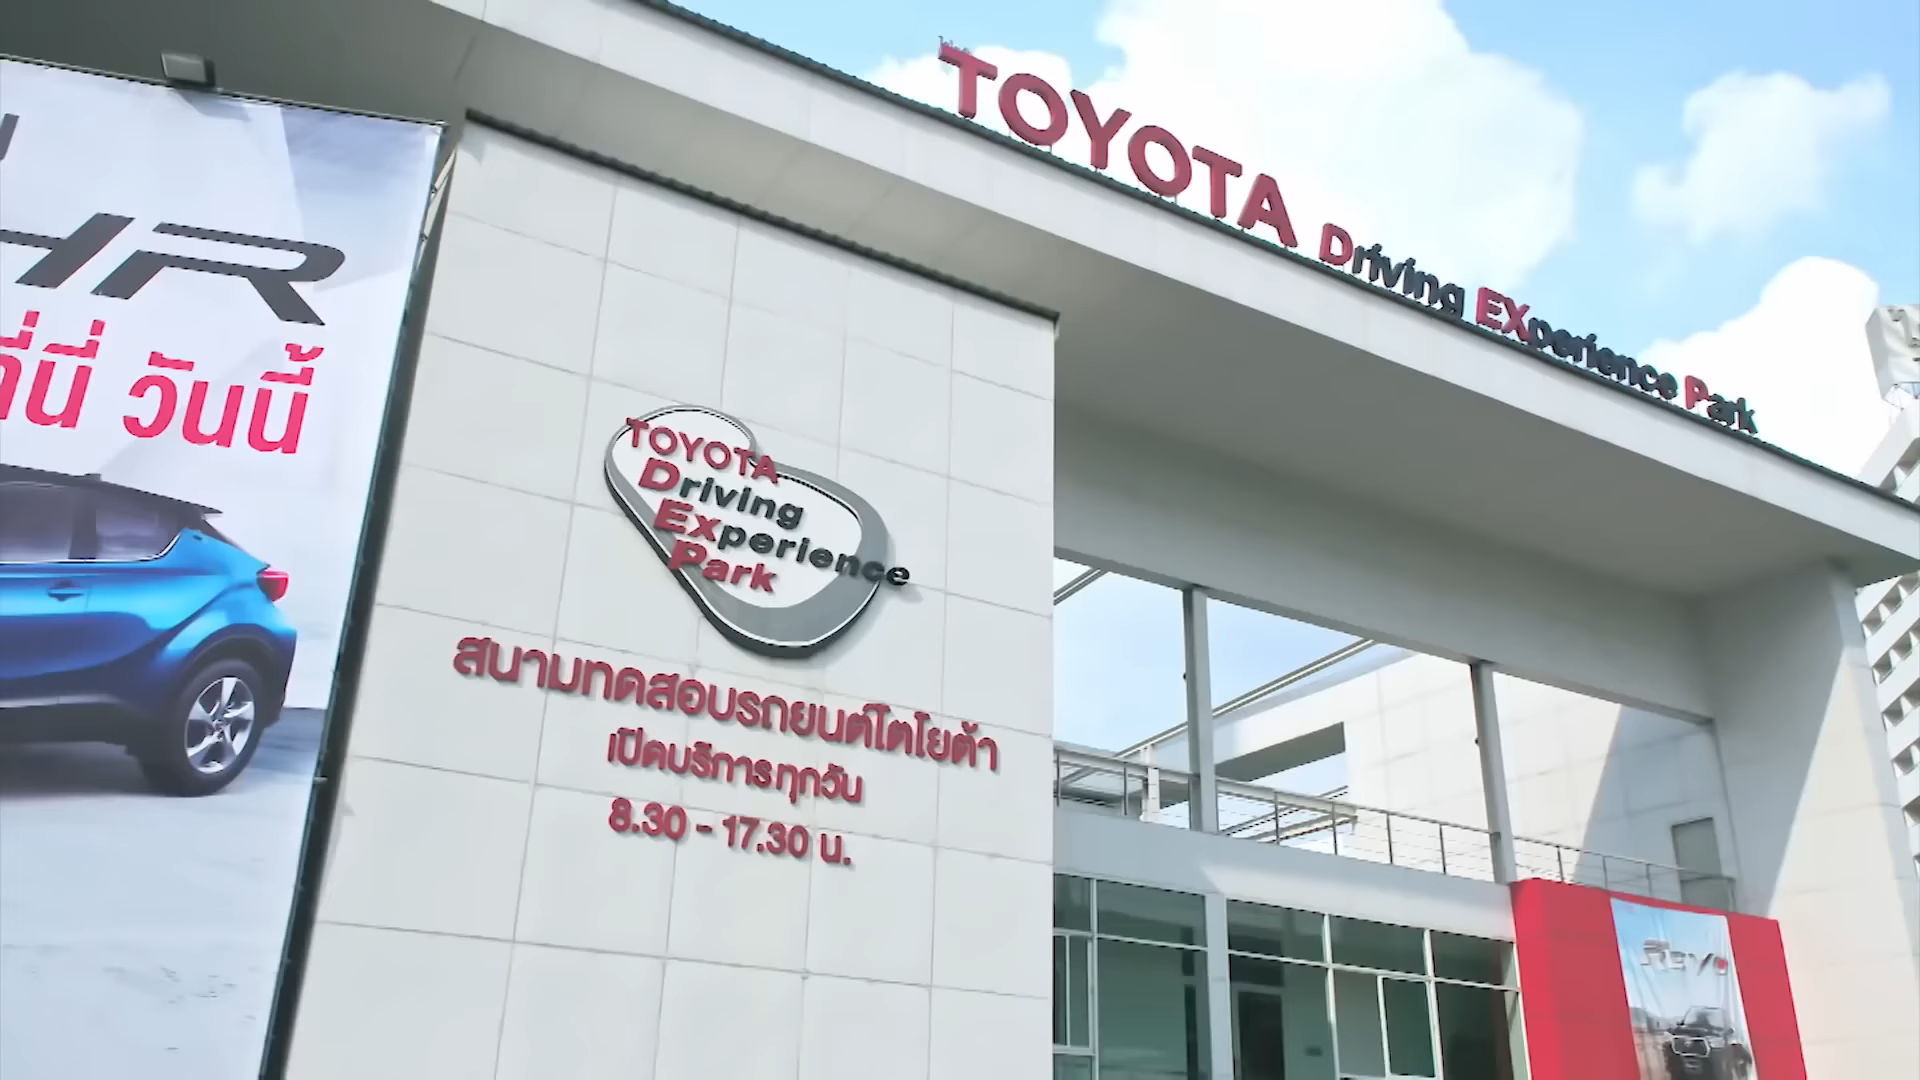 TOYOTA Driving EXperience Park
HR
วันนี้
TOYOTA
Driving
EXperience
Park
สนามทดสอบรถยนต์โตโยต้า
เปิดบริการทุกวัน
8.30 - 17.30 น.
REVO